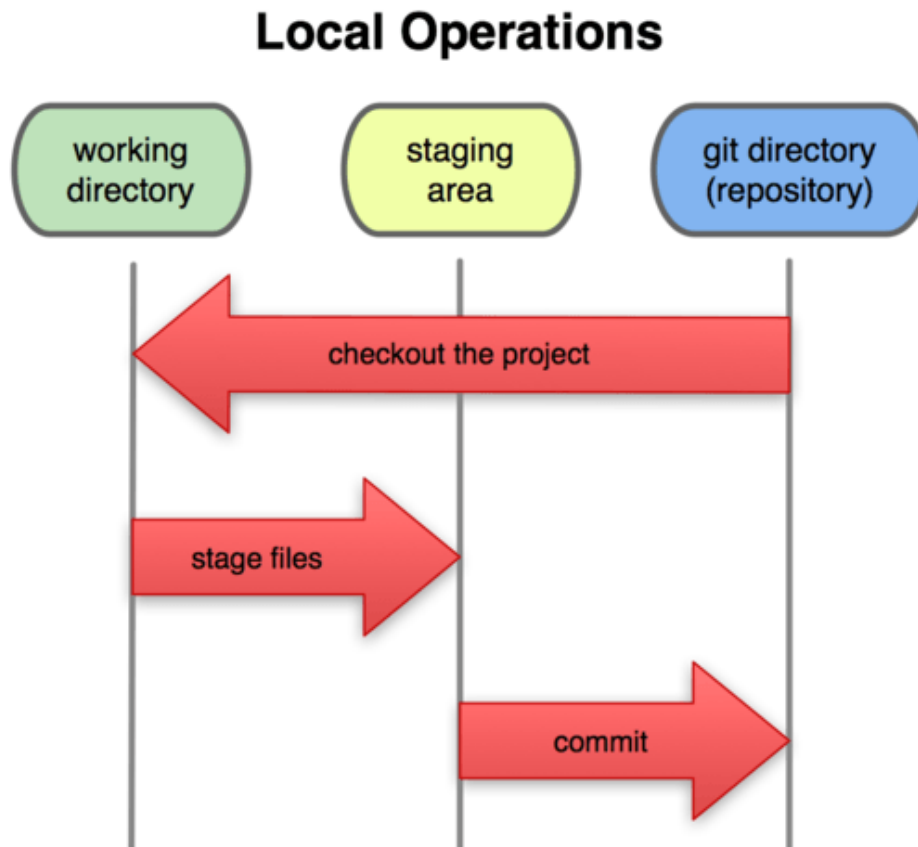 Local Operations
working
directory
staging
area
git directory
(repository)
checkout the project
stage files
commit